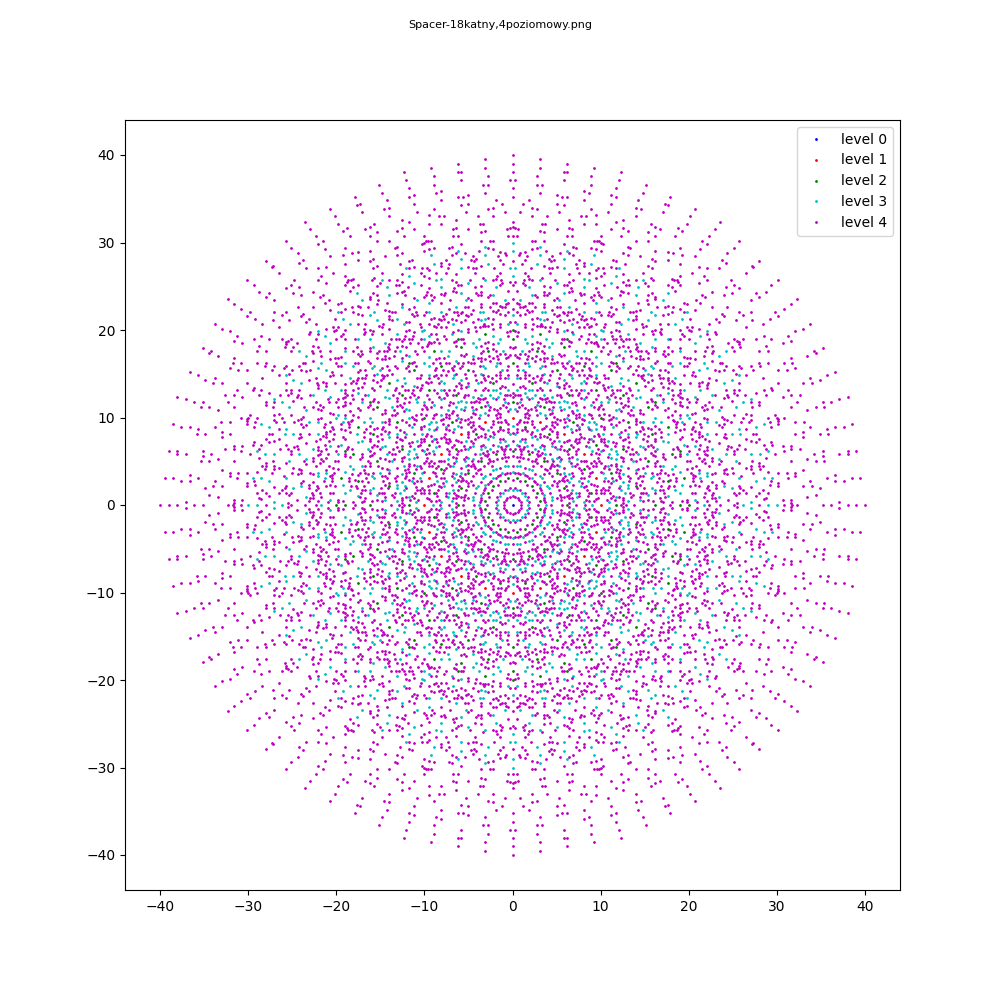 Spacer-18katny,4poziomowy.png
level 0
level 1
level 2
level 3
level 4
40
30
20
10
0
−10
−20
−30
−40
−40 −30 −20 −10 0 10 20 30 40